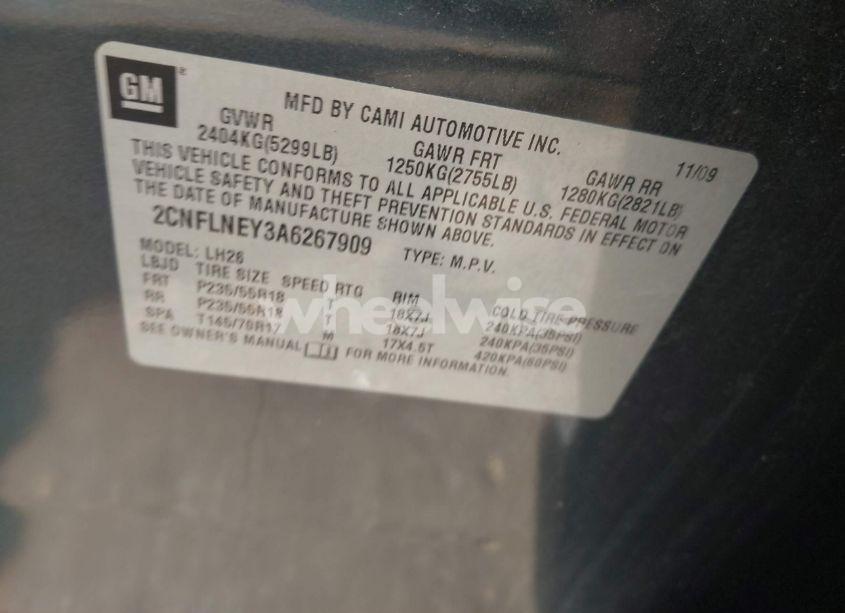 GM®
MFD BY CAMI AUTOMOTIVE INC.
11/09
GVWR GAWR FRT GAWR RR
2404KG(5299LB) 1250KG(2755LB) 1280KG(2821LB)
THIS VEHICLE CONFORMS TO ALL APPLICABLE U.S. FEDERAL MOTOR
VEHICLE SAFETY AND THEFT PREVENTION STANDARDS IN EFFECT ON
THE DATE OF MANUFACTURE SHOWN ABOVE.
2CNFLNEY3A6267909 TYPE: M.P.V.
MODEL: LH26
LBJD TIRE SIZE SPEED RTG RIM COLD TIRE PRESSURE
FRT P235/55R18 T 18X7J 240KPA(35PSI)
RR P235/55R18 T 18X7J 240KPA(35PSI)
SPA T145/70R17 M 17X4.5T 420KPA(60PSI)
SEE OWNER'S MANUAL FOR MORE INFORMATION.
wheelwise